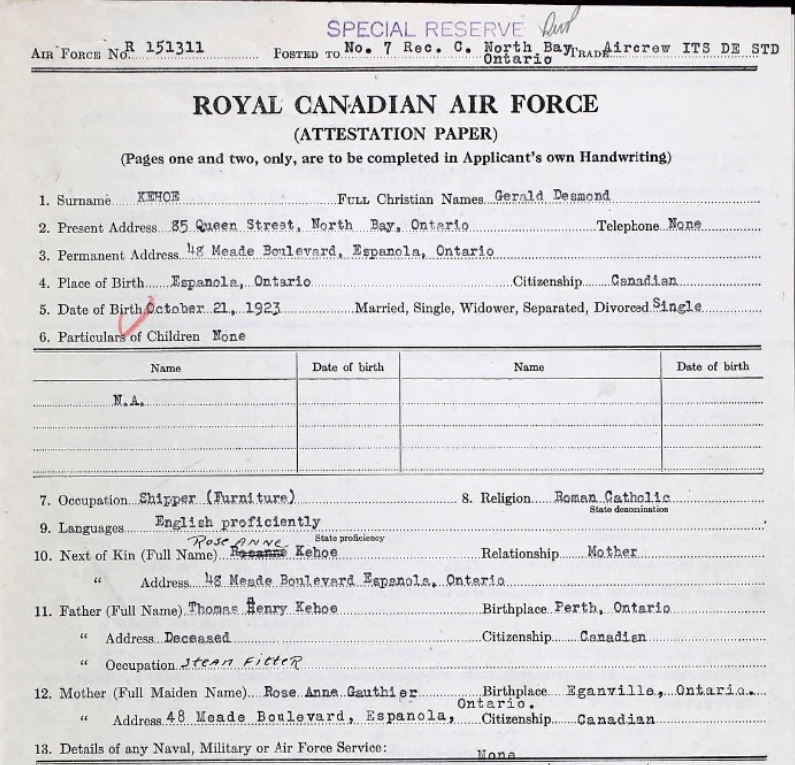 SPECIAL RESERVE
AIR FORCE No. R 151311 POSTED TO No. 7 Rec. C. North Bay, Ontario TRADE Aircrew ITS DE STD
ROYAL CANADIAN AIR FORCE
(ATTESTATION PAPER)
(Pages one and two, only, are to be completed in Applicant's own Handwriting)
1. Surname KEHOE FULL Christian Names Gerald Desmond
2. Present Address 85 Queen Street, North Bay, Ontario Telephone None
3. Permanent Address 48 Meade Boulevard, Espanola, Ontario
4. Place of Birth Espanola, Ontario Citizenship Canadian
5. Date of Birth October 21, 1923 Married, Single, Widower, Separated, Divorced Single
6. Particulars of Children None
Name Date of birth Name Date of birth
N.A.
7. Occupation Shipper (Furniture) 8. Religion Roman Catholic
State denomination
9. Languages English proficiently
State proficiency
ROSE ANNE
10. Next of Kin (Full Name) Roseanne Kehoe Relationship Mother
" Address 48 Meade Boulevard Espanola, Ontario
11. Father (Full Name) Thomas Henry Kehoe Birthplace Perth, Ontario
" Address Deceased Citizenship Canadian
" Occupation STEAM FITTER
12. Mother (Full Maiden Name) Rose Anne Gauthier Birthplace Eganville, Ontario.
" Address 48 Meade Boulevard, Espanola, Ontario. Citizenship Canadian
13. Details of any Naval, Military or Air Force Service: None